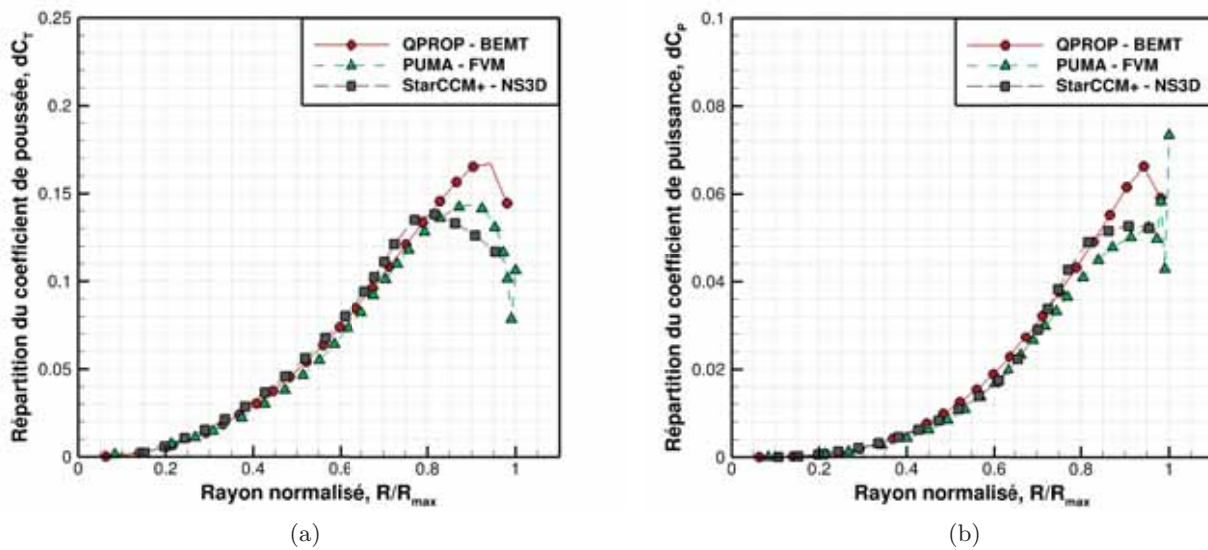 Répartition du coefficient de poussée, dC_T
0.25
0.2
0.15
0.1
0.05
0
QPROP - BEMT
PUMA - FVM
StarCCM+ - NS3D
0 0.2 0.4 0.6 0.8 1
Rayon normalisé, R/R_max
(a)
Répartition du coefficient de puissance, dC_P
0.1
0.08
0.06
0.04
0.02
0
QPROP - BEMT
PUMA - FVM
StarCCM+ - NS3D
0 0.2 0.4 0.6 0.8 1
Rayon normalisé, R/R_max
(b)